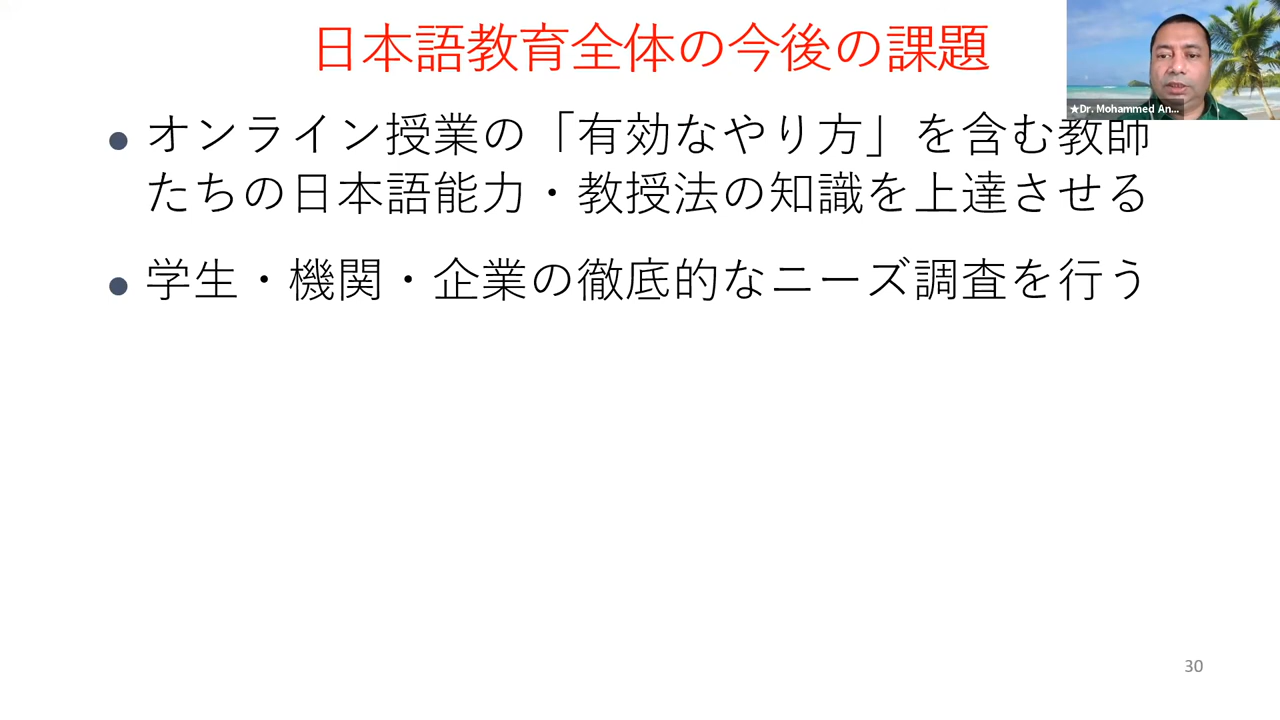 日本語教育全体の今後の課題
★Dr. Mohammed An...
• オンライン授業の「有効なやり方」を含む教師
たちの日本語能力・教授法の知識を上達させる
• 学生・機関・企業の徹底的なニーズ調査を行う
30